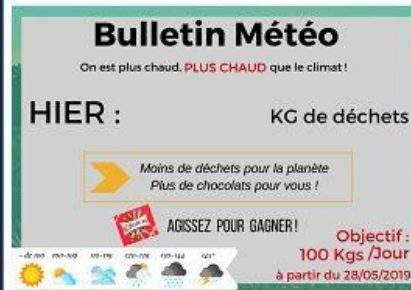 Bulletin Météo
On est plus chaud, PLUS CHAUD que le climat !
HIER : KG de déchets
Moins de déchets pour la planète
Plus de chocolats pour vous !
AGISSEZ POUR GAGNER !
Objectif :
100 Kgs /Jour
à partir du 28/05/2019